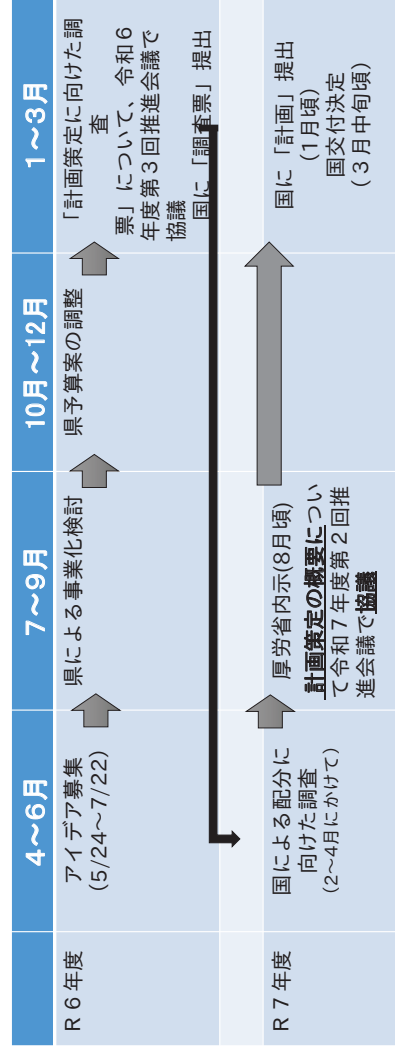 4～6月
7～9月
10月～12月
1～3月
R６年度
アイデア募集
(5/24～7/22)
県による事業化検討
県予算案の調整
「計画策定に向けた調査
票」について、令和６
年度第３回推進会議で
協議
国に「調査票」提出
R７年度
国による配分に
向けた調査
(2～4月にかけて)
厚労省内示(8月頃)
計画策定の概要につい
て令和７年度第２回推
進会議で協議
国に「計画」提出
(1月頃)
国交付決定
(３月中旬頃)